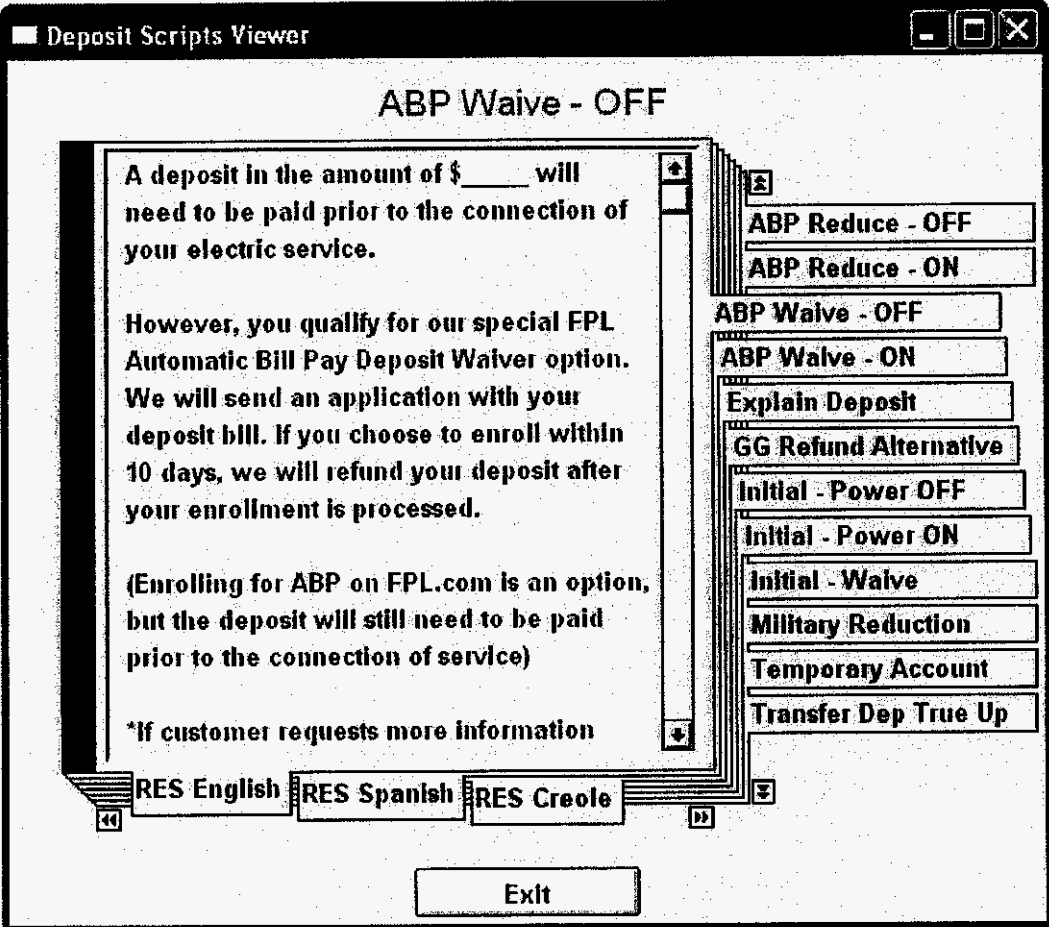 Deposit Scripts Viewer
ABP Waive - OFF
A deposit in the amount of $_____ will
need to be paid prior to the connection of
your electric service.
However, you qualify for our special FPL
Automatic Bill Pay Deposit Waiver option.
We will send an application with your
deposit bill. If you choose to enroll within
10 days, we will refund your deposit after
your enrollment is processed.
(Enrolling for ABP on FPL.com is an option,
but the deposit will still need to be paid
prior to the connection of service)
*If customer requests more information
ABP Reduce - OFF
ABP Reduce - ON
ABP Waive - OFF
ABP Waive - ON
Explain Deposit
GG Refund Alternative
Initial - Power OFF
Initial - Power ON
Initial - Waive
Military Reduction
Temporary Account
Transfer Dep True Up
RES English
RES Spanish
RES Creole
Exit